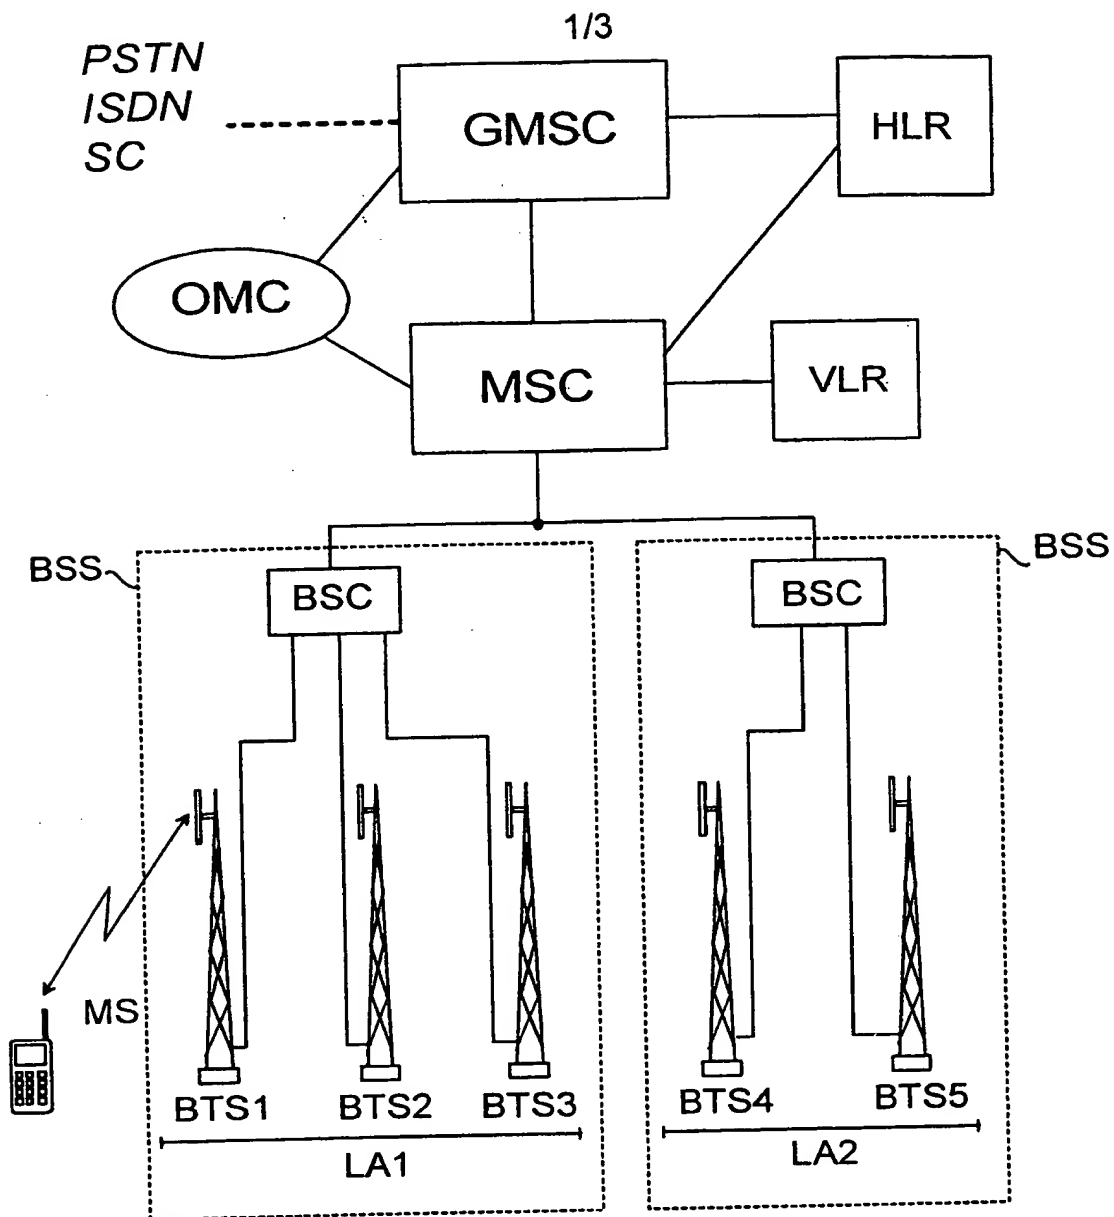 1/3
PSTN
ISDN
SC
GMSC
HLR
OMC
MSC
VLR
BSS
BSC
BSC
BSS
MS
BTS1
BTS2
BTS3
BTS4
BTS5
LA1
LA2